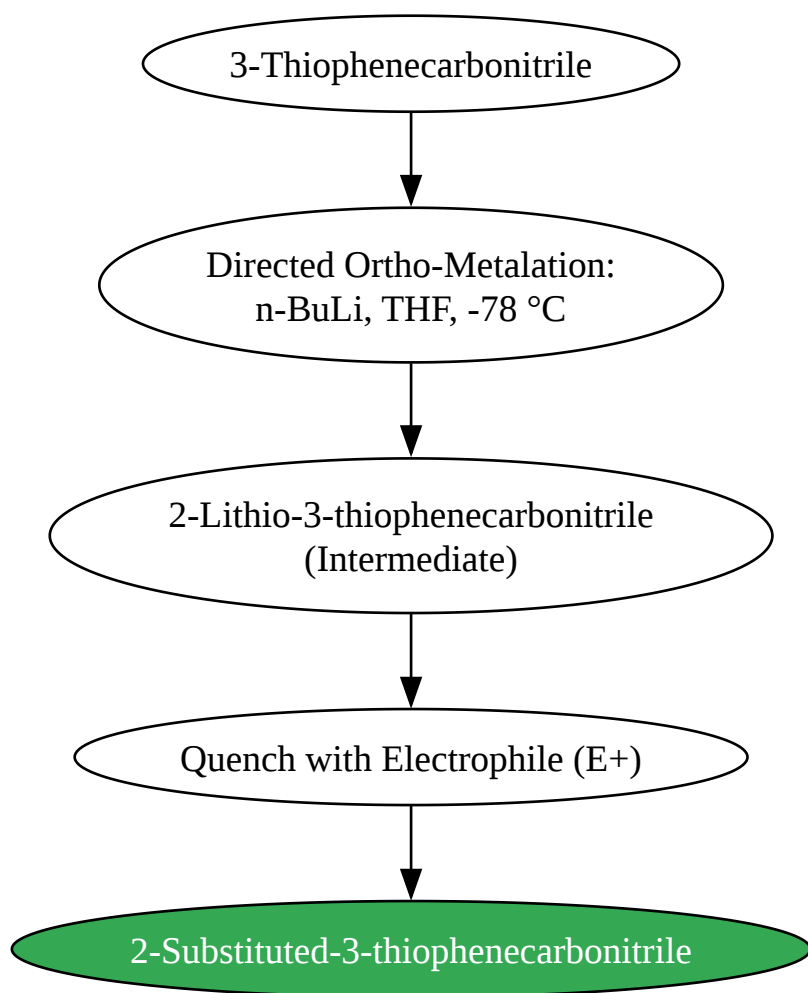 3-Thiophenecarbonitrile
Directed Ortho-Metalation:
n-BuLi, THF, -78 °C
2-Lithio-3-thiophenecarbonitrile
(Intermediate)
Quench with Electrophile (E+)
2-Substituted-3-thiophenecarbonitrile